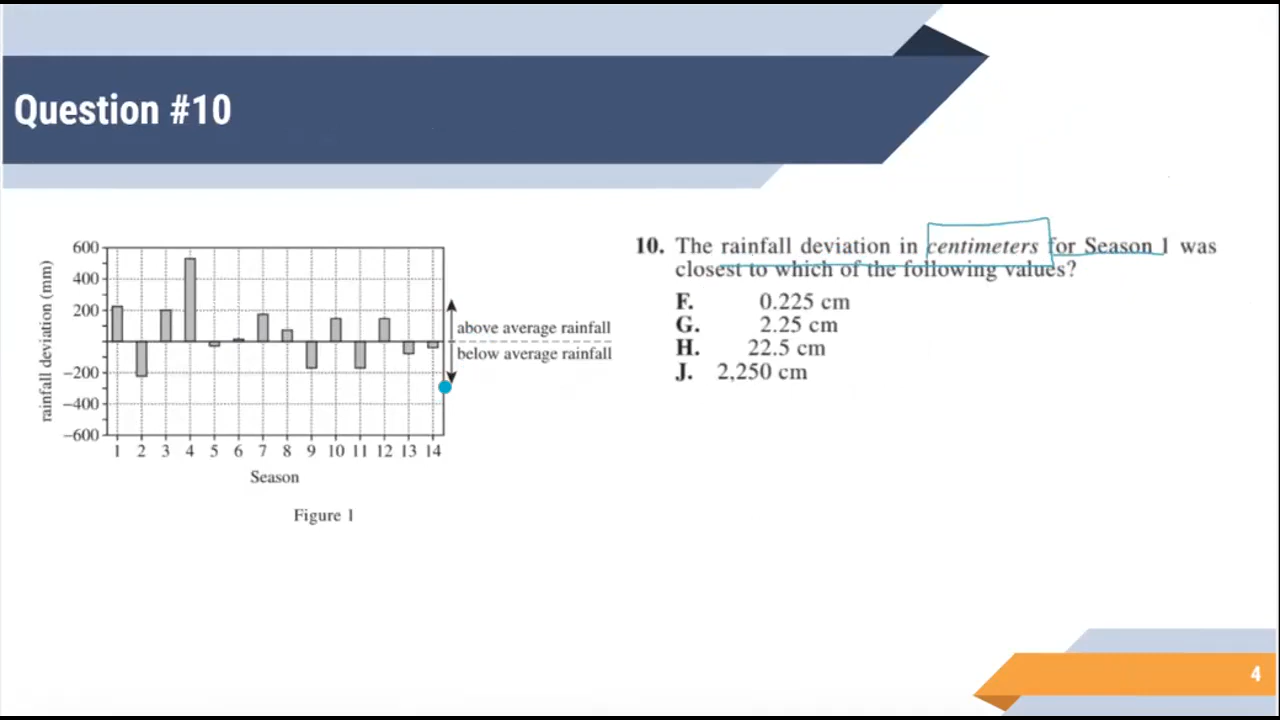 Question #10
600
400
200
−200
−400
−600
rainfall deviation (mm)
1 2 3 4 5 6 7 8 9 10 11 12 13 14
Season
Figure 1
above average rainfall
below average rainfall
10. The rainfall deviation in centimeters for Season 1 was
closest to which of the following values?
F. 0.225 cm
G. 2.25 cm
H. 22.5 cm
J. 2,250 cm
4